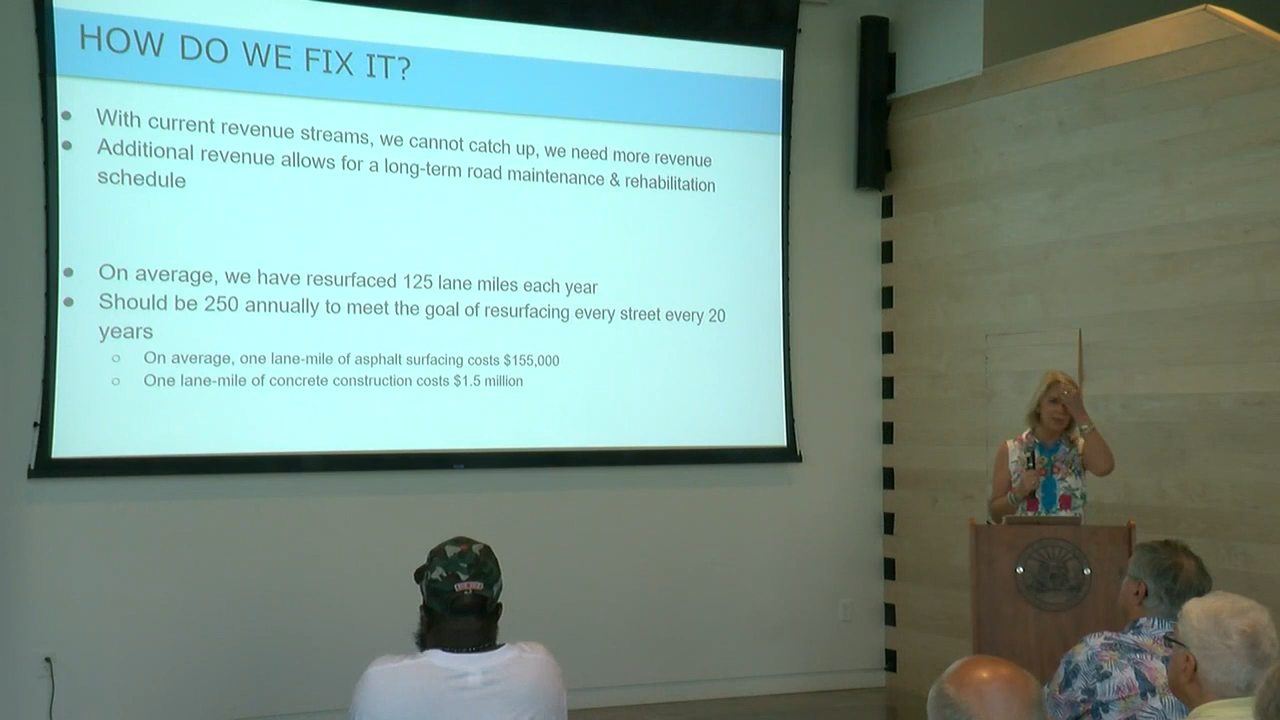 HOW DO WE FIX IT?
With current revenue streams, we cannot catch up, we need more revenue
Additional revenue allows for a long-term road maintenance & rehabilitation
schedule
On average, we have resurfaced 125 lane miles each year
Should be 250 annually to meet the goal of resurfacing every street every 20
years
On average, one lane-mile of asphalt surfacing costs $155,000
One lane-mile of concrete construction costs $1.5 million